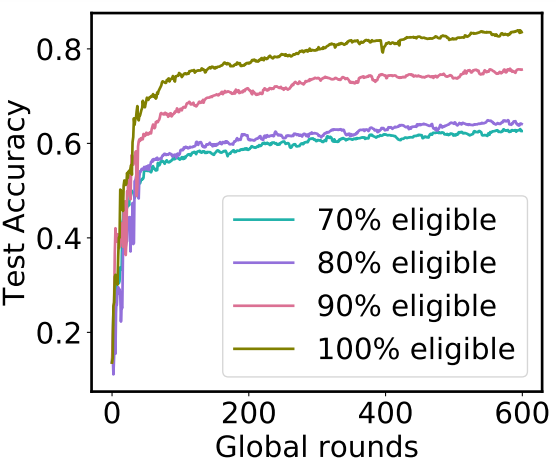 Test Accuracy
0.8
0.6
0.4
0.2
70% eligible
80% eligible
90% eligible
100% eligible
0 200 400 600
Global rounds